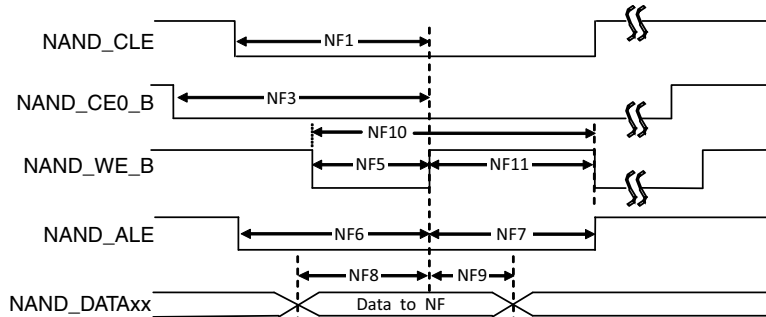 NAND_CLE
NF1
NAND_CE0_B
NF3
NF10
NAND_WE_B
NF5
NF11
NAND_ALE
NF6
NF7
NF8
NF9
NAND_DATAxx
Data to NF